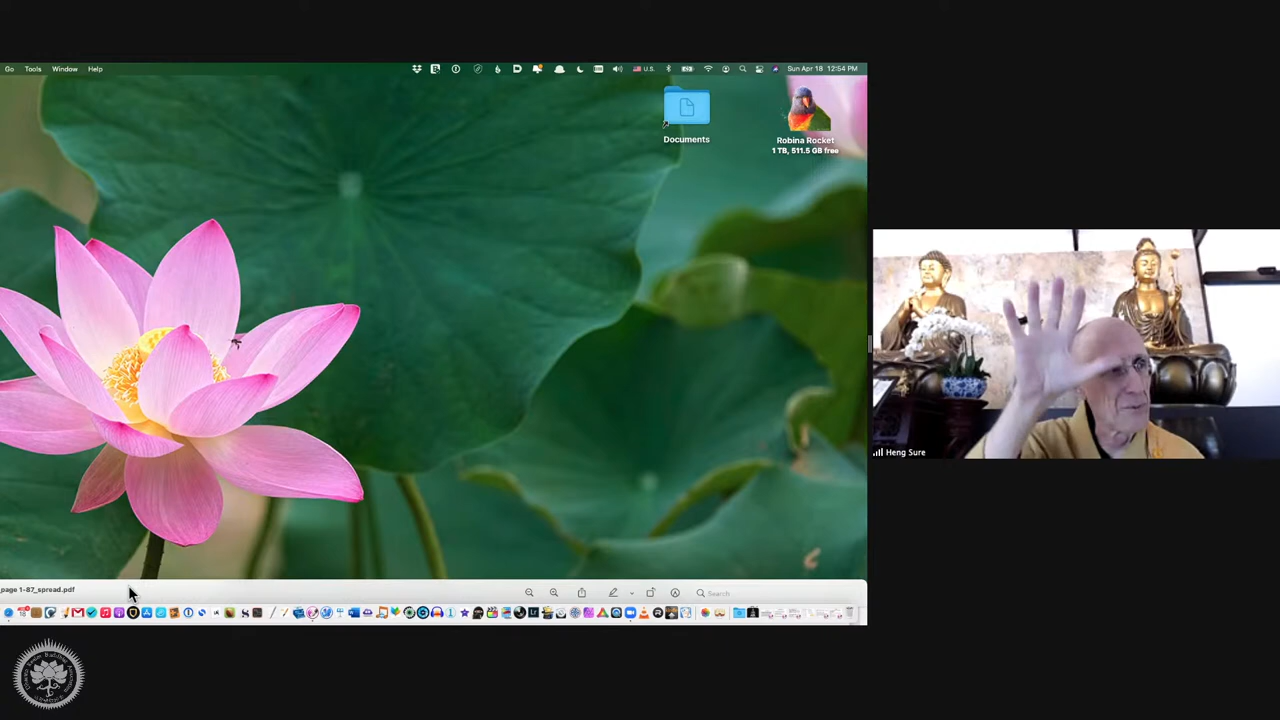 Go Tools Window Help
U.S. Sun Apr 18 12:54 PM
Documents
Robina Rocket
1 TB, 511.5 GB free
Heng Sure
_page 1-87_spread.pdf
Search